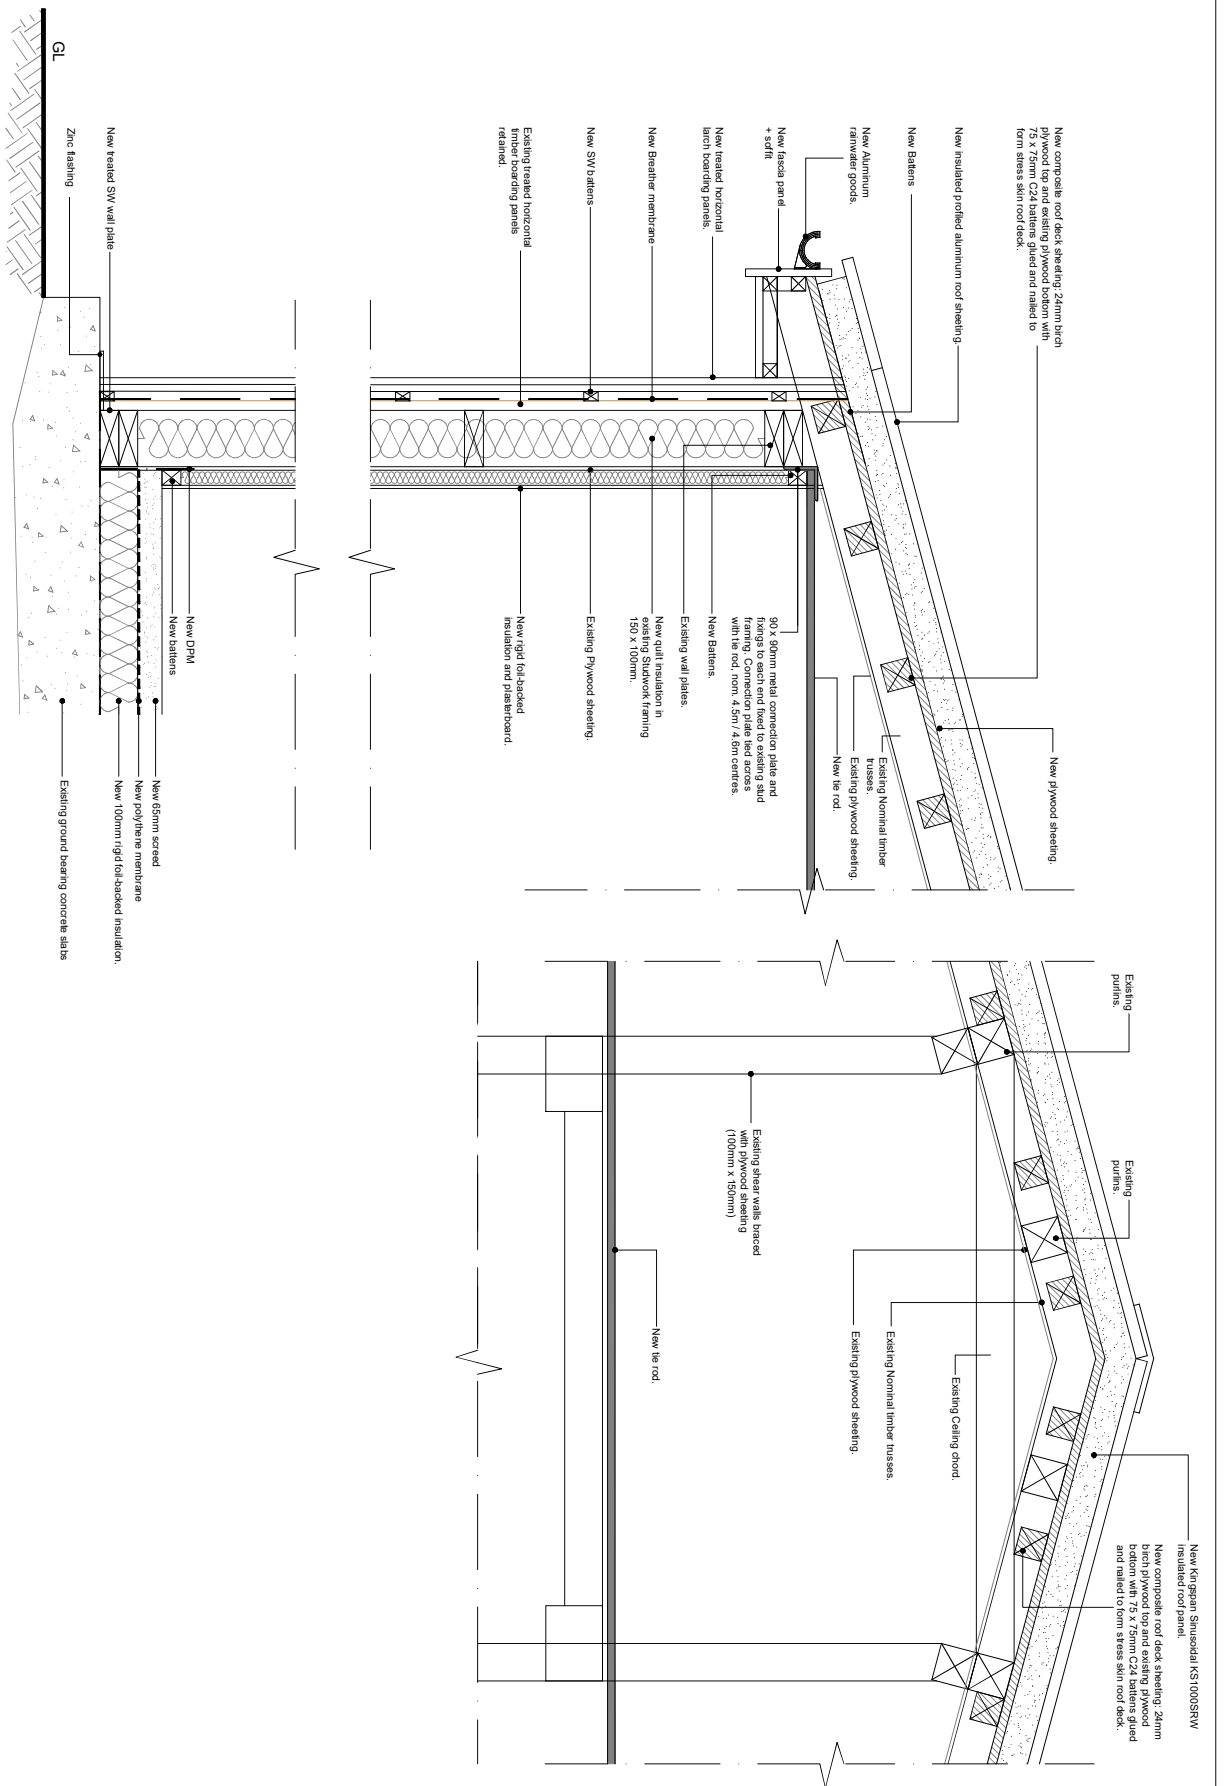 New composite roof deck sheeting: 24mm birch
plywood top and existing plywood bottom with
75 x 75mm C24 battens glued and nailed to
form stress skin roof deck.
New insulated profiled aluminum roof sheeting.
New Battens
New Aluminum
rainwater goods.
New fascia panel
+ soffit
New treated horizontal
larch boarding panels.
New Breather membrane
New SW battens
Existing treated horizontal
timber boarding panels
retained.
New treated SW wall plate
Zinc flashing
GL
New plywood sheeting.
Existing Nominal timber
trusses.
Existing plywood sheeting.
New tie rod.
90 x 90mm metal connection plate and
fixings to each end fixed to existing stud
framing. Connection plate tied across
with tie rod, nom. 4.5m / 4.6m centres.
New Battens.
Existing wall plates.
New quilt insulation in
existing Studwork framing
150 x 100mm.
Existing Plywood sheeting.
New rigid foil-backed
insulation and plasterboard.
New DPM
New battens
New 65mm screed
New polythene membrane
New 100mm rigid foil-backed insulation.
Existing ground bearing concrete slabs
Existing
purlins.
Existing
purlins.
Existing shear walls braced
with plywood sheeting
(100mm x 150mm)
New tie rod.
Existing Ceiling chord.
Existing Nominal timber trusses.
Existing plywood sheeting.
New Kingspan Sinusoidal KS1000SRW
insulated roof panel.
New composite roof deck sheeting: 24mm
birch plywood top and existing plywood
bottom with 75 x 75mm C24 battens glued
and nailed to form stress skin roof deck.